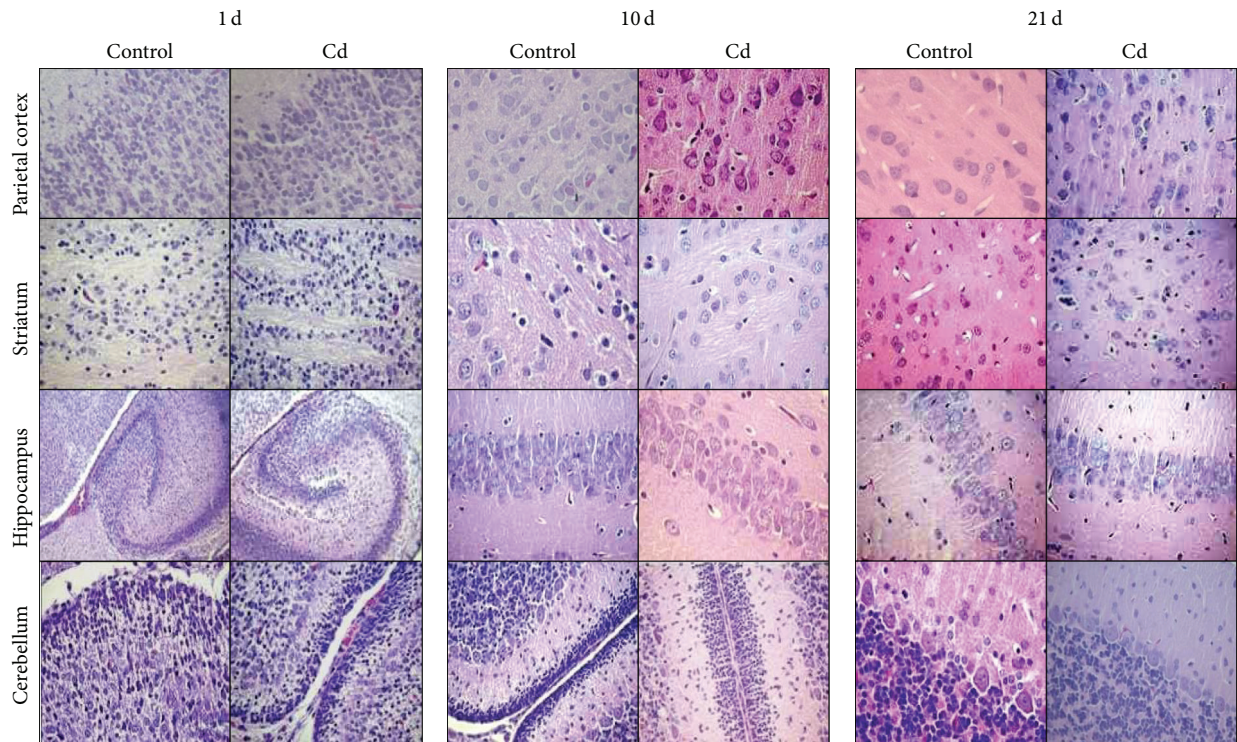 1 d 10 d 21 d
Control Cd Control Cd Control Cd
Parietal cortex
Striatum
Hippocampus
Cerebellum